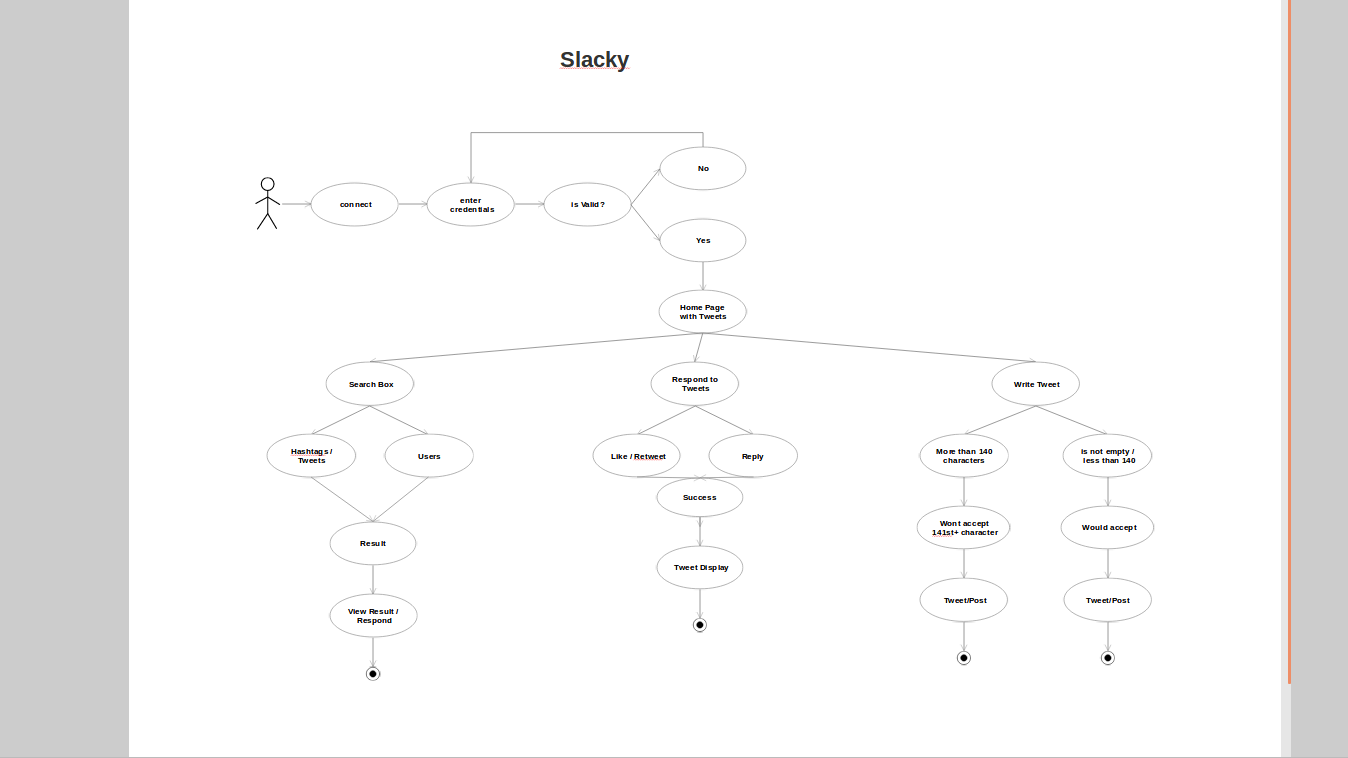 Slacky
No
connect
enter
credentials
is Valid?
Yes
Home Page
with Tweets
Search Box
Respond to
Tweets
Write Tweet
Hashtags /
Tweets
Users
Like / Retweet
Reply
More than 140
characters
is not empty /
less than 140
Success
Wont accept
141st+ character
Would accept
Result
Tweet Display
Tweet/Post
Tweet/Post
View Result /
Respond